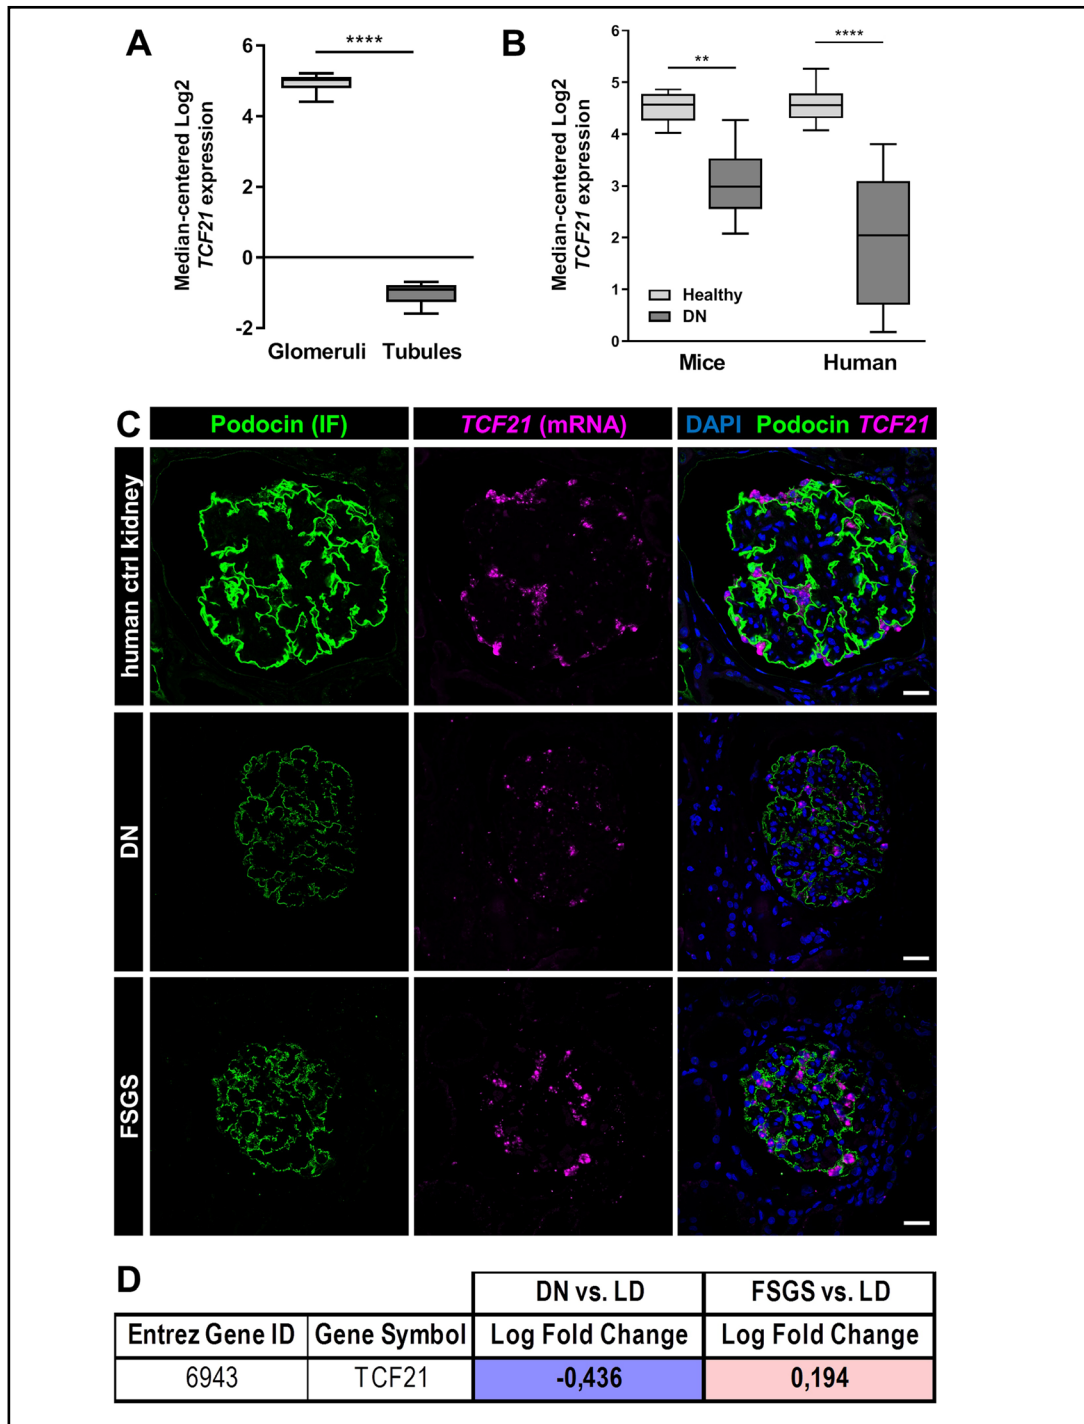 A
Median-centered Log2
TCF21 expression
6
4
2
0
-2
****
Glomeruli
Tubules
B
Median-centered Log2
TCF21 expression
6
5
4
3
2
1
0
**
****
Healthy
DN
Mice
Human
C
Podocin (IF)
TCF21 (mRNA)
DAPI Podocin TCF21
human ctrl kidney
DN
FSGS
D
DN vs. LD
FSGS vs. LD
Entrez Gene ID
Gene Symbol
Log Fold Change
Log Fold Change
6943
TCF21
-0,436
0,194